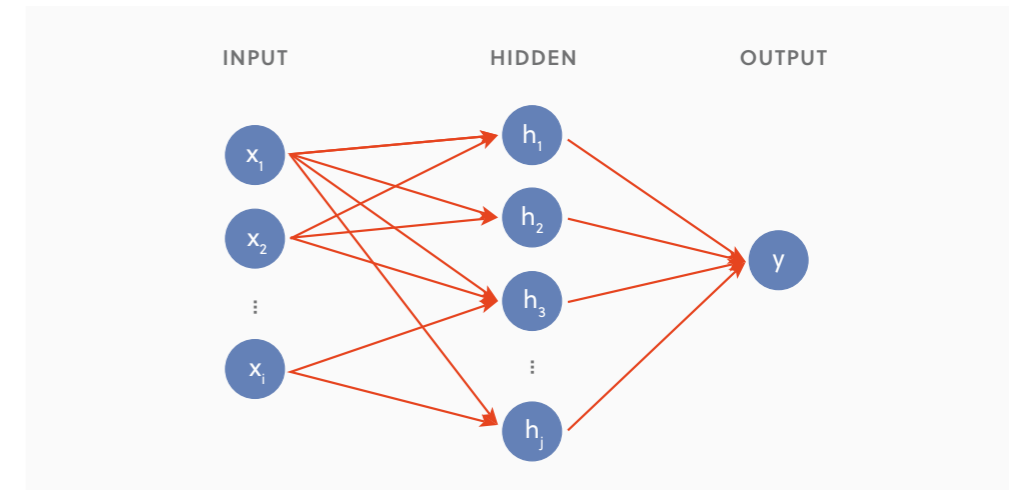 INPUT HIDDEN OUTPUT
x1 h1
x2 h2
y
⋮ h3
xi ⋮
hj